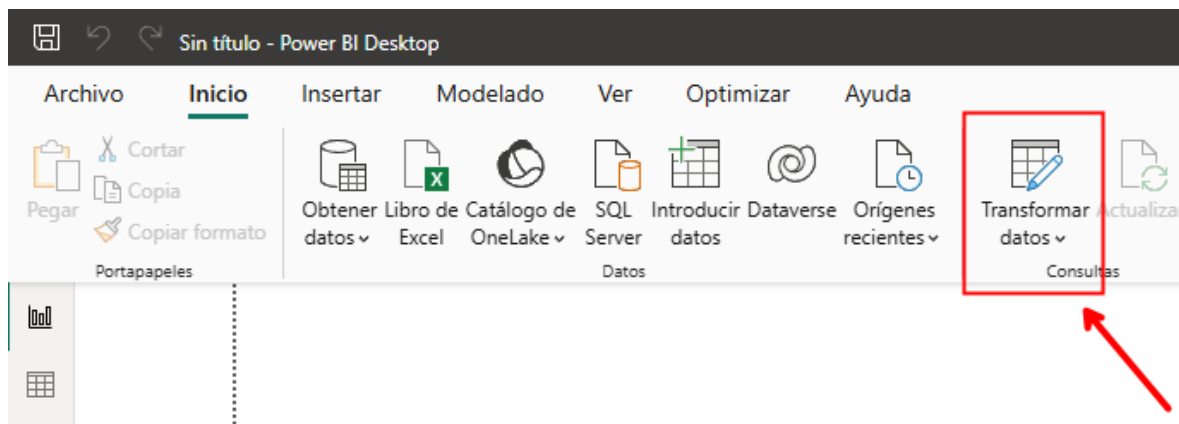 Sin título - Power BI Desktop
Archivo Inicio Insertar Modelado Ver Optimizar Ayuda
Pegar
Cortar
Copia
Copiar formato
Portapapeles
Obtener datos
Libro de Excel
Catálogo de OneLake
SQL Server
Introducir datos
Dataverse
Orígenes recientes
Datos
Transformar datos
Consultas